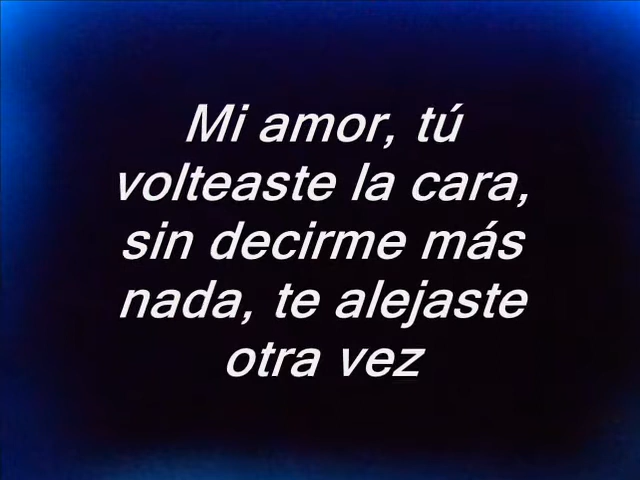 Mi amor, tú
volteaste la cara,
sin decirme más
nada, te alejaste
otra vez